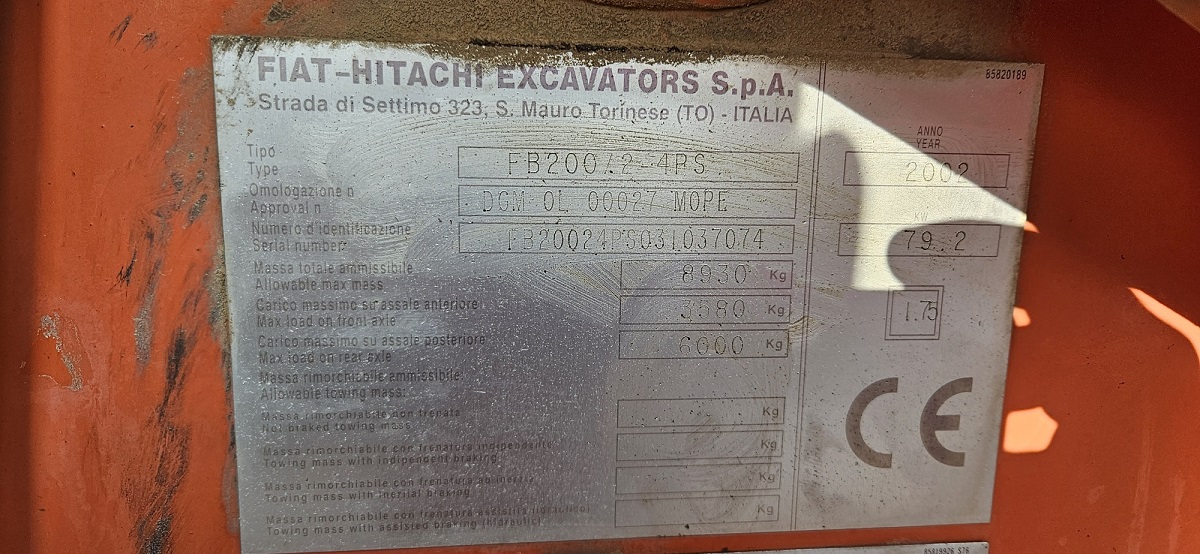 FIAT-HITACHI EXCAVATORS S.p.A.
Strada di Settimo 323, S. Mauro Torinese (TO) - ITALIA
85820189
ANNO
YEAR
2002
Tipo
Type
FB200/2-4PS
Omologazione n
Approval n
DGM OL 00027 MOPE
KW
79.2
Numero d'identificazione
Serial number
FB20024PS031037074
Massa totale ammissibile
Allowable max mass
8930 Kg
1.75
Carico massimo su assale anteriore
Max load on front axle
3580 Kg
Carico massimo su assale posteriore
Max load on rear axle
6000 Kg
Massa rimorchiabile ammissibile
Allowable towing mass:
CE
Massa rimorchiabile non frenata
Not braked towing mass
Kg
Massa rimorchiabile con frenatura indipendente
Towing mass with indipendent braking
Kg
Massa rimorchiabile con frenatura ad inerzia
Towing mass with inertial braking
Kg
Massa rimorchiabile con frenatura assistita (idraulica)
Towing mass with assisted braking (hidraulic)
Kg
85819926 S76